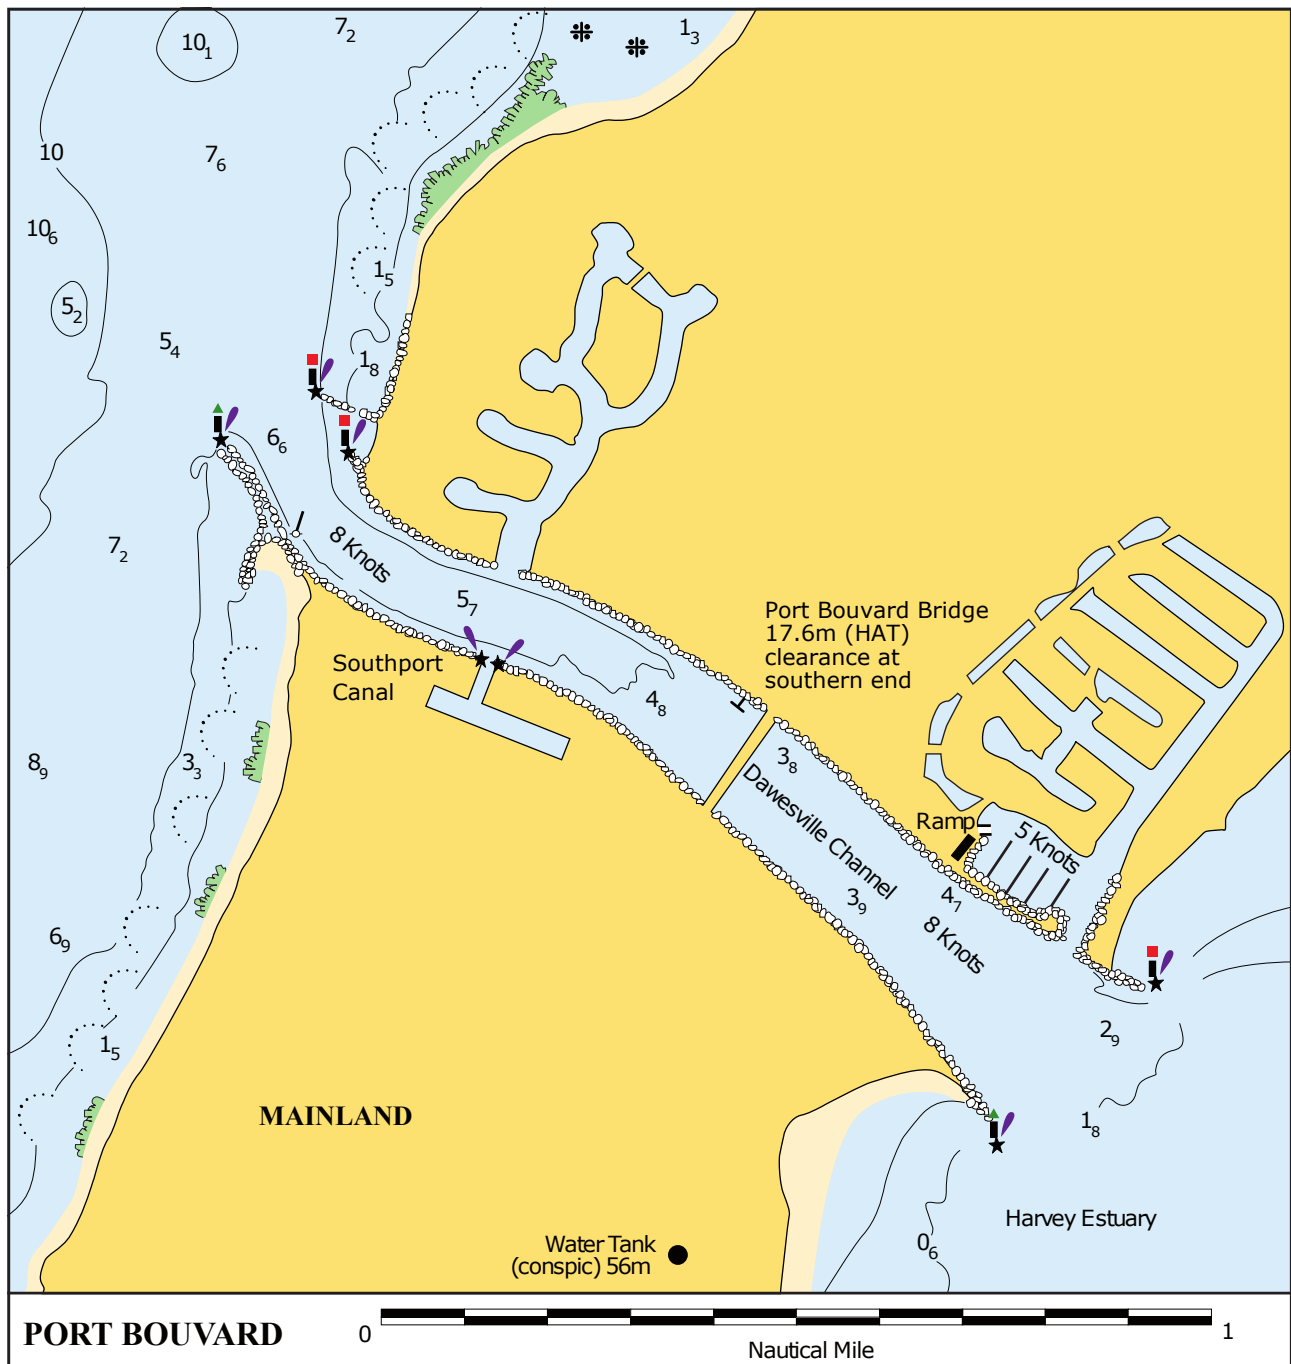 7₂
1₃
10₁
10
7₆
10₆
1₅
5₂
5₄
1₈
6₆
8 Knots
7₂
5₇
Port Bouvard Bridge
17.6m (HAT)
clearance at
southern end
Southport
Canal
4₈
3₈
8₉
3₃
Dawesville Channel
Ramp
5 Knots
3₉
4₁
8 Knots
6₉
2₉
1₅
MAINLAND
1₈
Harvey Estuary
0₆
Water Tank
(conspic) 56m
PORT BOUVARD
0
1
Nautical Mile